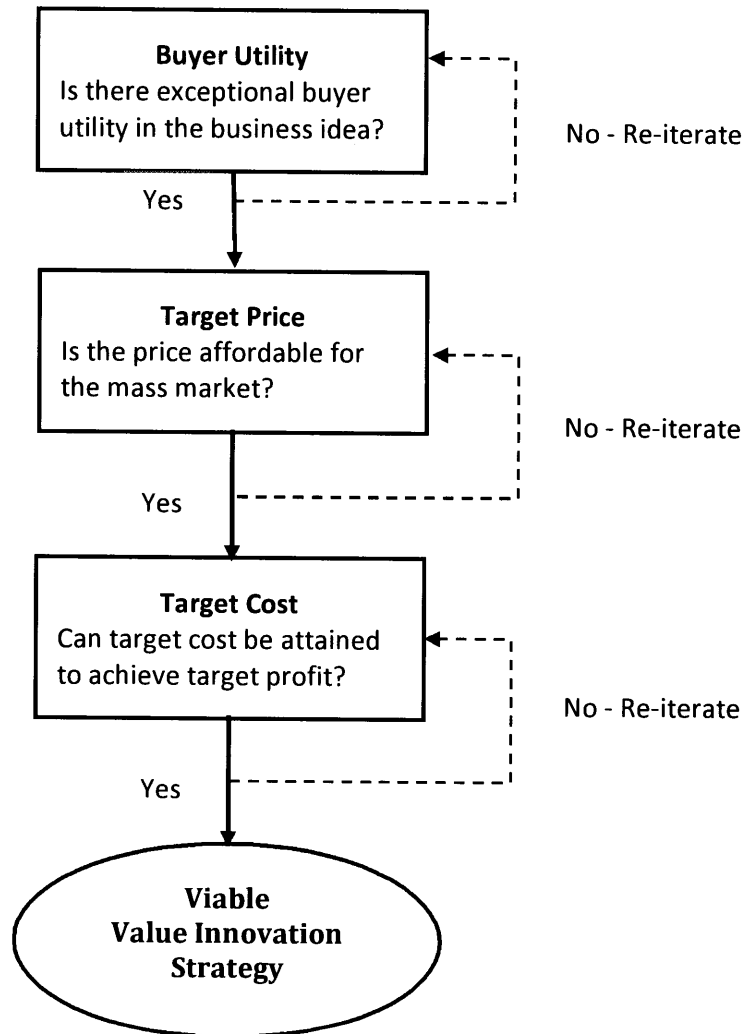 Buyer Utility
Is there exceptional buyer
utility in the business idea?
No - Re-iterate
Yes
Target Price
Is the price affordable for
the mass market?
No - Re-iterate
Yes
Target Cost
Can target cost be attained
to achieve target profit?
No - Re-iterate
Yes
Viable
Value Innovation
Strategy